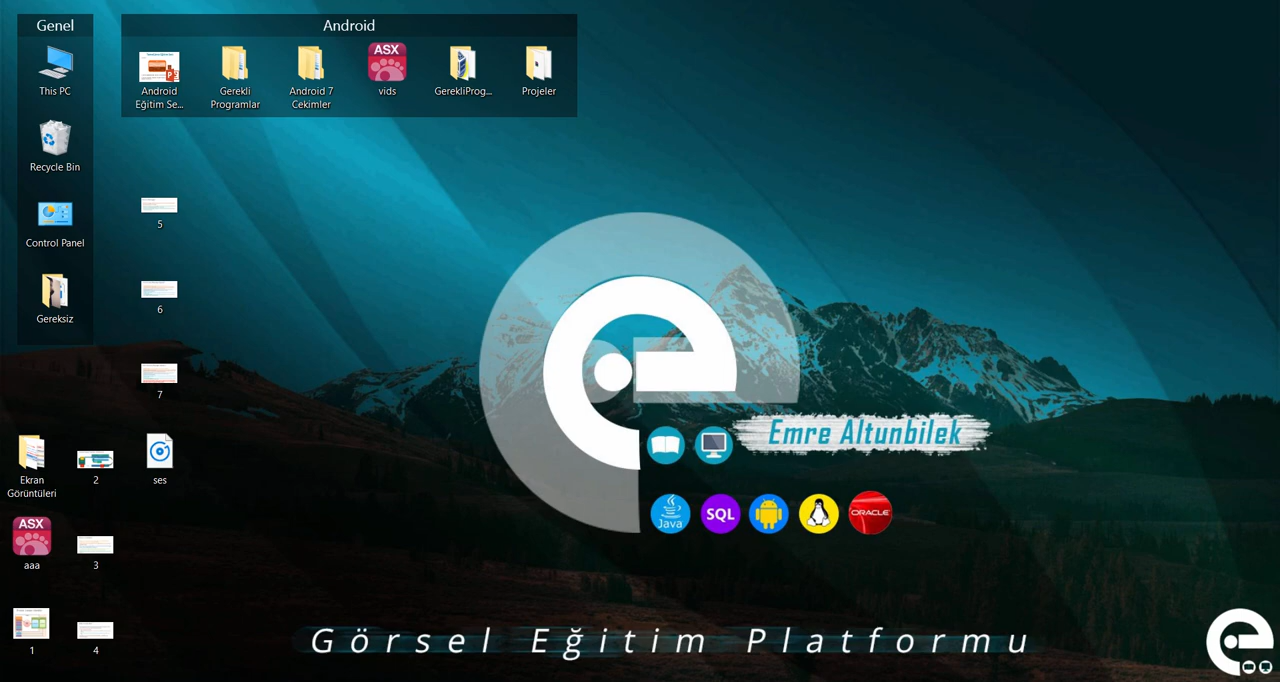 Genel
Android
This PC
Android
Eğitim Se...
Gerekli
Programlar
Android 7
Cekimler
ASX
vids
GerekliProg...
Projeler
Recycle Bin
5
Control Panel
6
Gereksiz
7
Emre Altunbilek
Ekran
Görüntüleri
2
ses
Java
SQL
ORACLE
ASX
aaa
3
1
4
Görsel Eğitim Platformu